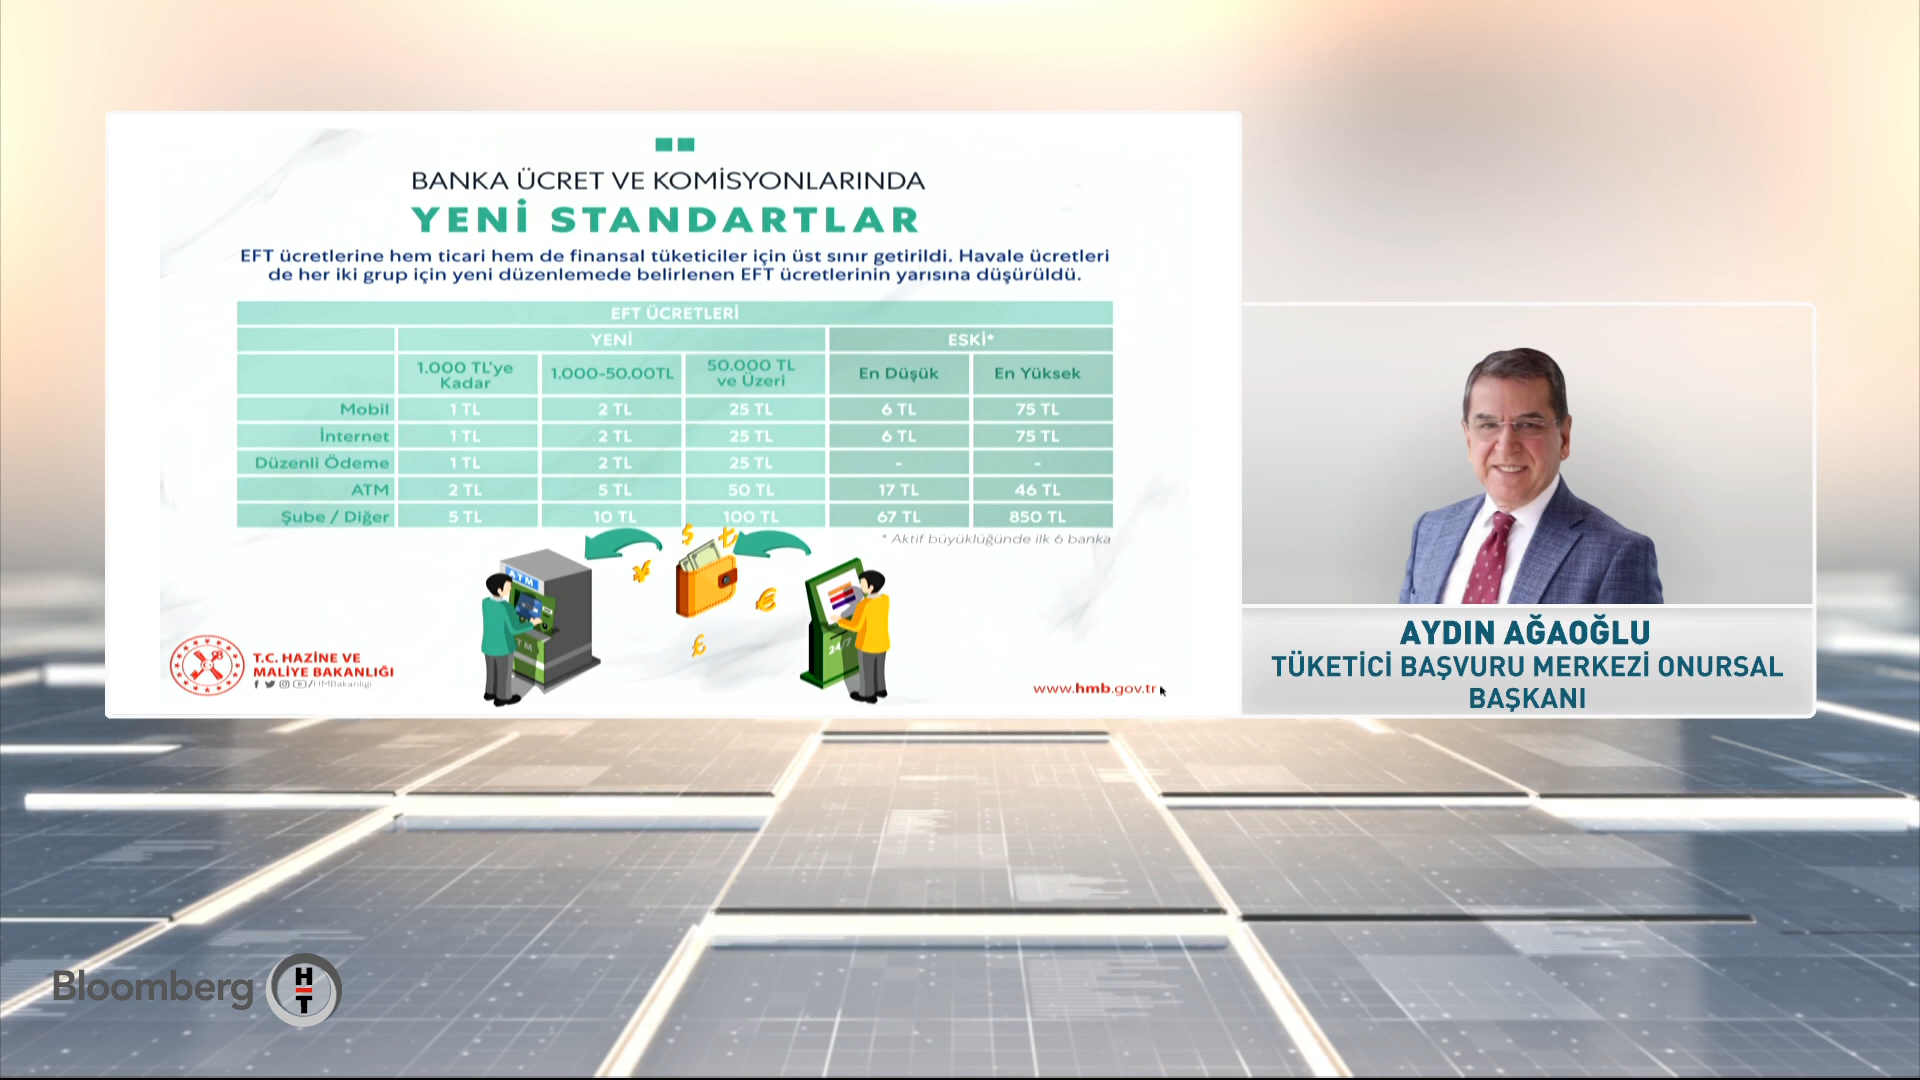 BANKA ÜCRET VE KOMİSYONLARINDA
YENİ STANDARTLAR
EFT ücretlerine hem ticari hem de finansal tüketiciler için üst sınır getirildi. Havale ücretleri
de her iki grup için yeni düzenlemede belirlenen EFT ücretlerinin yarısına düşürüldü.
EFT ÜCRETLERİ
YENİ ESKİ*
1.000 TL'ye Kadar 1.000-50.00TL 50.000 TL ve Üzeri En Düşük En Yüksek
Mobil 1 TL 2 TL 25 TL 6 TL 75 TL
İnternet 1 TL 2 TL 25 TL 6 TL 75 TL
Düzenli Ödeme 1 TL 2 TL 25 TL - -
ATM 2 TL 5 TL 50 TL 17 TL 46 TL
Şube / Diğer 5 TL 10 TL 100 TL 67 TL 850 TL
* Aktif büyüklüğünde ilk 6 banka
ATM
TM
24/7
T.C. HAZİNE VE
MALİYE BAKANLIĞI
/HMBakanligi
www.hmb.gov.tr
AYDIN AĞAOĞLU
TÜKETİCİ BAŞVURU MERKEZİ ONURSAL
BAŞKANI
Bloomberg HT